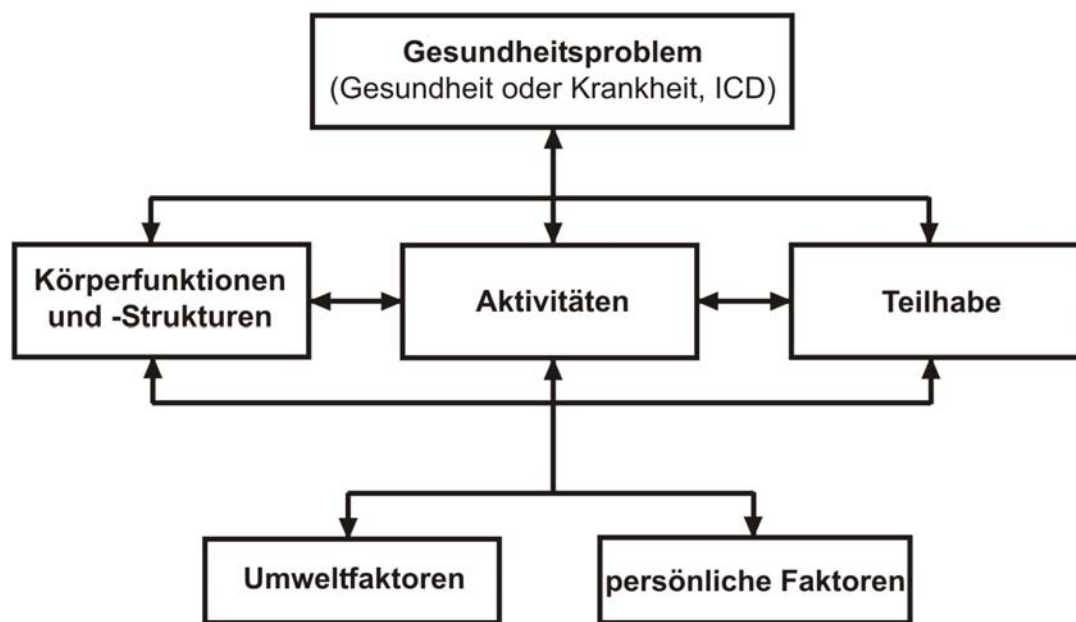 Gesundheitsproblem
(Gesundheit oder Krankheit, ICD)
Körperfunktionen
und -Strukturen
Aktivitäten
Teilhabe
Umweltfaktoren
persönliche Faktoren